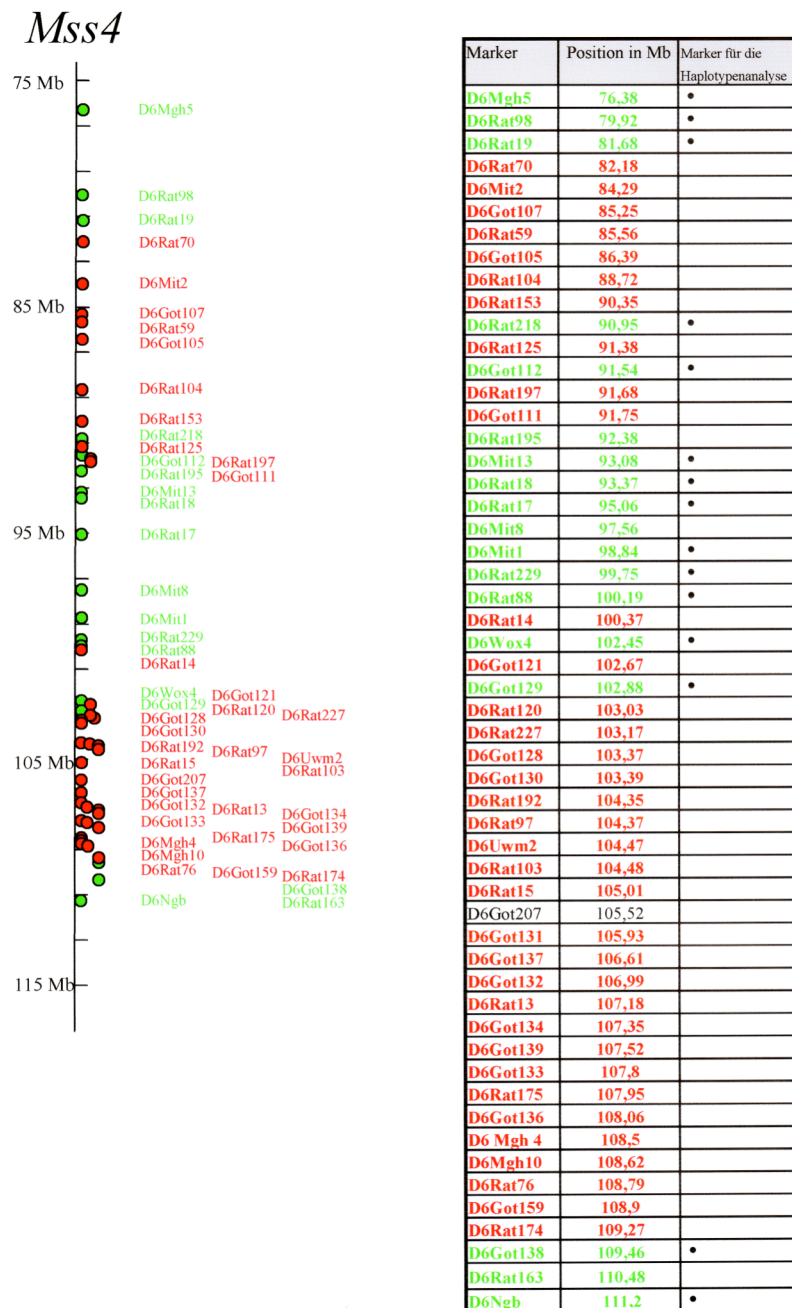 Mss4
75 Mb
D6Mgh5
D6Rat98
D6Rat19
D6Rat70
D6Mit2
85 Mb
D6Got107
D6Rat59
D6Got105
D6Rat104
D6Rat153
D6Rat218
D6Rat125
D6Got112 D6Rat197
D6Rat195 D6Got111
D6Mit13
D6Rat18
95 Mb
D6Rat17
D6Mit8
D6Mit1
D6Rat229
D6Rat88
D6Rat14
D6Wox4 D6Got121
D6Got129 D6Rat120 D6Rat227
D6Got128
D6Got130
D6Rat192 D6Rat97 D6Uwm2
105 Mb D6Rat15 D6Rat103
D6Got207
D6Got137
D6Got132 D6Rat13 D6Got134
D6Got133 D6Got139
D6Rat175
D6Mgh4 D6Got136
D6Mgh10
D6Rat76 D6Got159 D6Rat174
D6Got138
D6Ngb D6Rat163
115 Mb
Marker Position in Mb Marker für die
Haplotypenanalyse
D6Mgh5 76,38 •
D6Rat98 79,92 •
D6Rat19 81,68 •
D6Rat70 82,18
D6Mit2 84,29
D6Got107 85,25
D6Rat59 85,56
D6Got105 86,39
D6Rat104 88,72
D6Rat153 90,35
D6Rat218 90,95 •
D6Rat125 91,38
D6Got112 91,54 •
D6Rat197 91,68
D6Got111 91,75
D6Rat195 92,38
D6Mit13 93,08 •
D6Rat18 93,37 •
D6Rat17 95,06 •
D6Mit8 97,56
D6Mit1 98,84 •
D6Rat229 99,75 •
D6Rat88 100,19 •
D6Rat14 100,37
D6Wox4 102,45 •
D6Got121 102,67
D6Got129 102,88 •
D6Rat120 103,03
D6Rat227 103,17
D6Got128 103,37
D6Got130 103,39
D6Rat192 104,35
D6Rat97 104,37
D6Uwm2 104,47
D6Rat103 104,48
D6Rat15 105,01
D6Got207 105,52
D6Got131 105,93
D6Got137 106,61
D6Got132 106,99
D6Rat13 107,18
D6Got134 107,35
D6Got139 107,52
D6Got133 107,8
D6Rat175 107,95
D6Got136 108,06
D6 Mgh 4 108,5
D6Mgh10 108,62
D6Rat76 108,79
D6Got159 108,9
D6Rat174 109,27
D6Got138 109,46 •
D6Rat163 110,48
D6Ngb 111,2 •